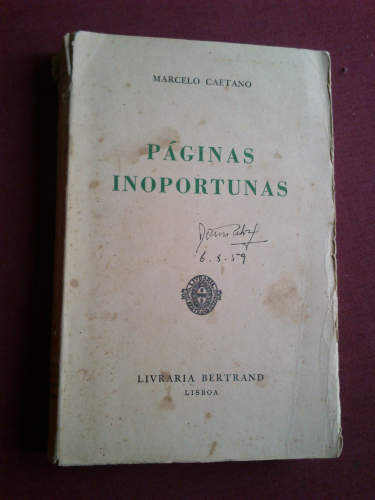 MARCELO CAETANO
PÁGINAS
INOPORTUNAS
6.8.59
LIVRARIA BERTRAND
LISBOA